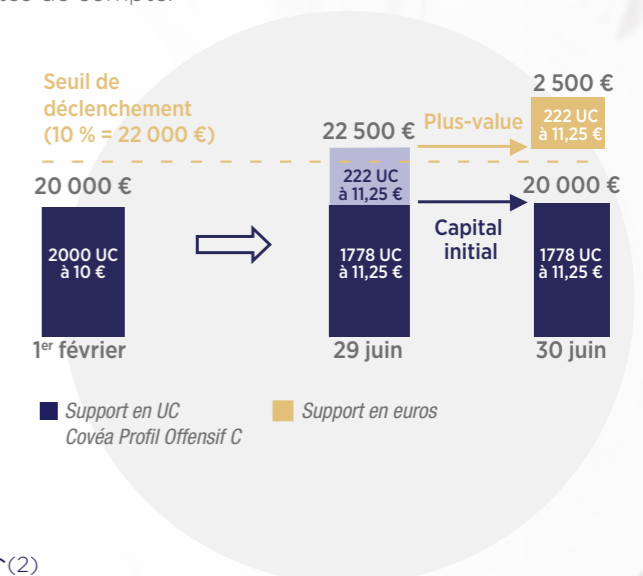 Seuil de
déclenchement
(10 % = 22 000 €)
20 000 €
2000 UC
à 10 €
1er février
22 500 €
222 UC
à 11,25 €
1778 UC
à 11,25 €
29 juin
Plus-value
Capital
initial
2 500 €
222 UC
à 11,25 €
20 000 €
1778 UC
à 11,25 €
30 juin
Support en UC
Covéa Profil Offensif C
Support en euros
(2)